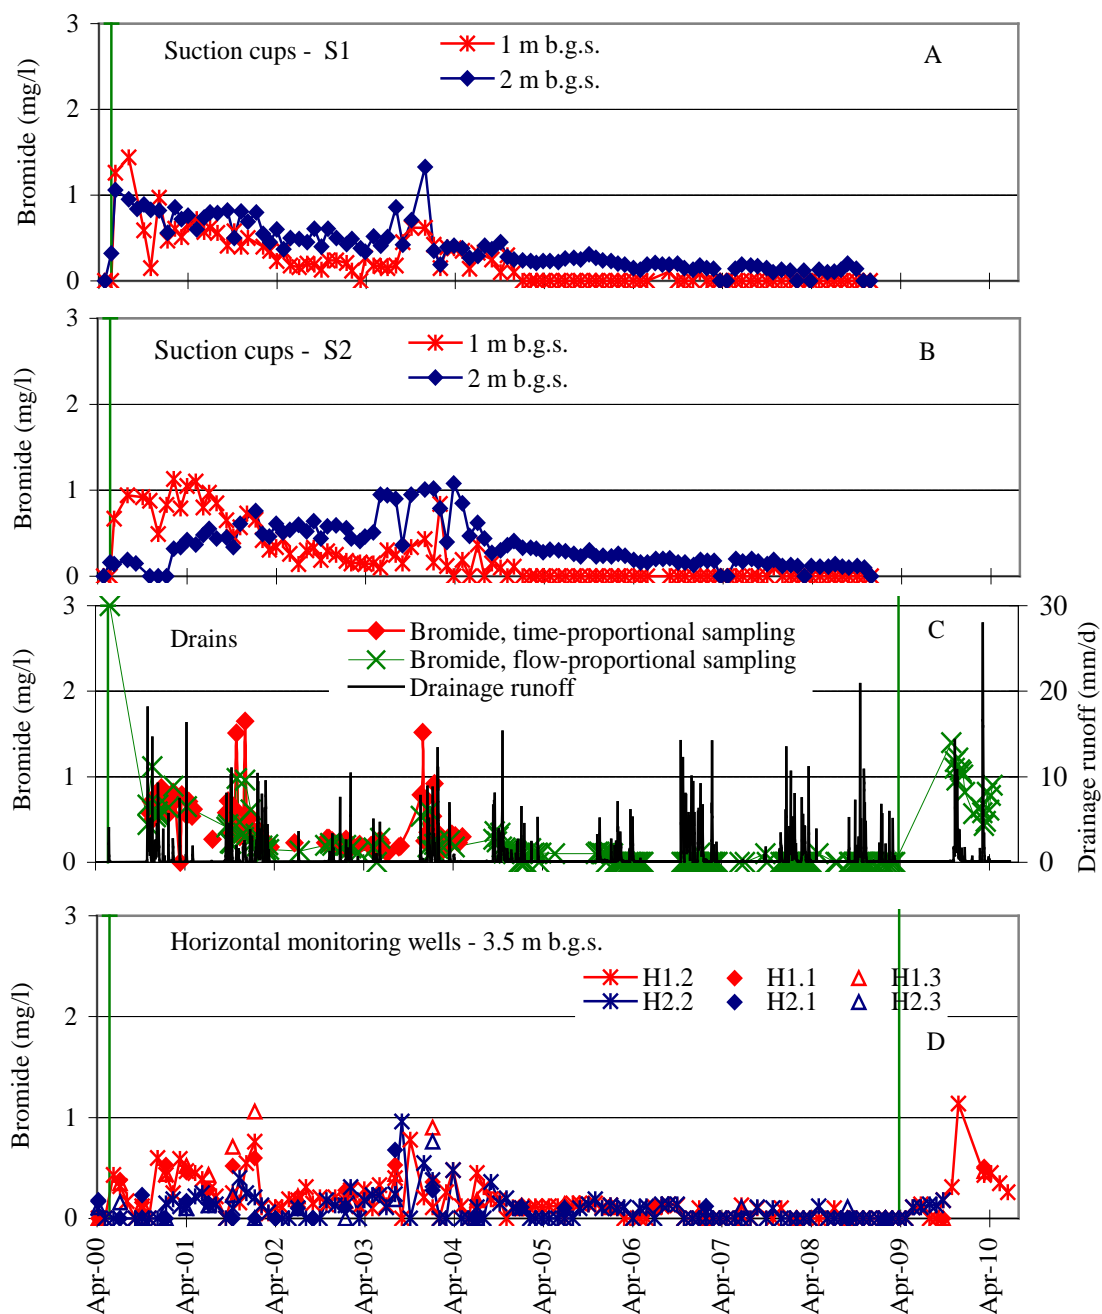 3
Suction cups -  S1
1 m b.g.s.
2 m b.g.s.
A
2
1
0
Bromide (mg/l)
3
Suction cups -  S2
1 m b.g.s.
2 m b.g.s.
B
2
1
0
Bromide (mg/l)
3
30
Drains
Bromide, time-proportional sampling
Bromide, flow-proportional sampling
Drainage runoff
C
2
20
1
10
0
0
Bromide (mg/l)
Drainage runoff (mm/d)
3
Horizontal monitoring wells - 3.5 m b.g.s.
H1.2 H1.1 H1.3
H2.2 H2.1 H2.3
D
2
1
0
Bromide (mg/l)
Apr-00
Apr-01
Apr-02
Apr-03
Apr-04
Apr-05
Apr-06
Apr-07
Apr-08
Apr-09
Apr-10